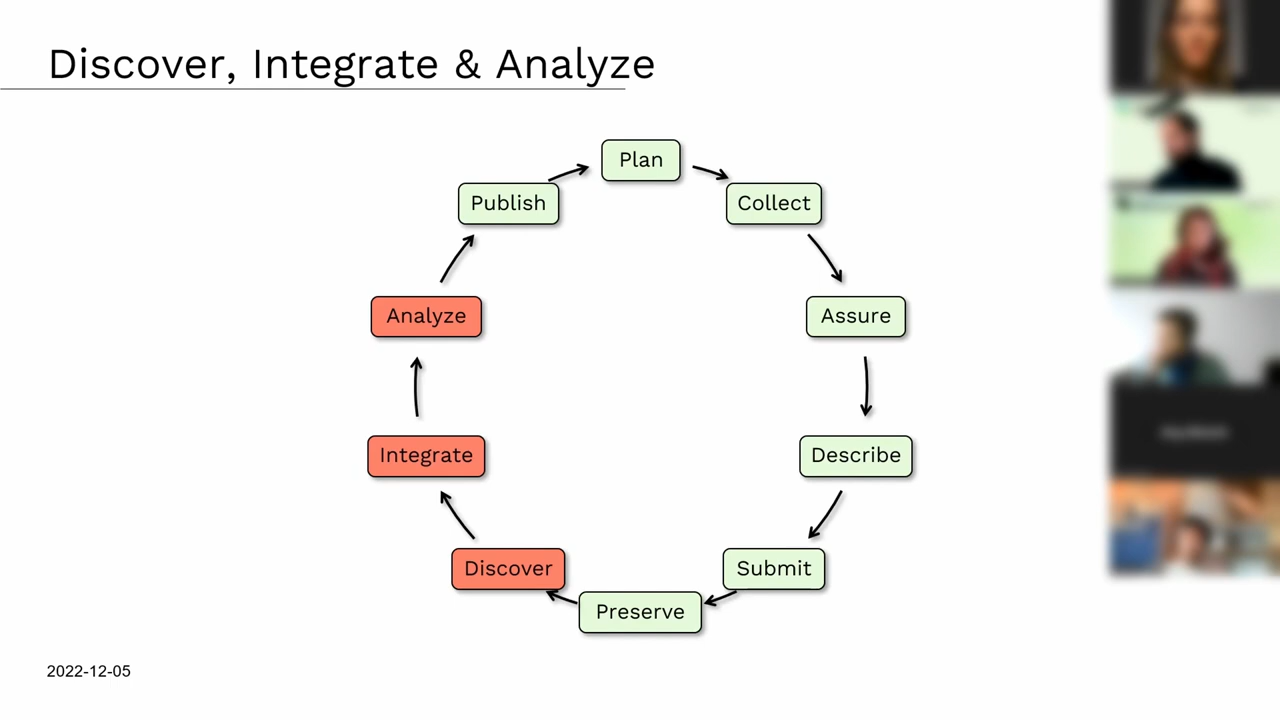 Discover, Integrate & Analyze
Plan
Publish
Collect
Analyze
Assure
Integrate
Describe
Discover
Submit
Preserve
2022-12-05